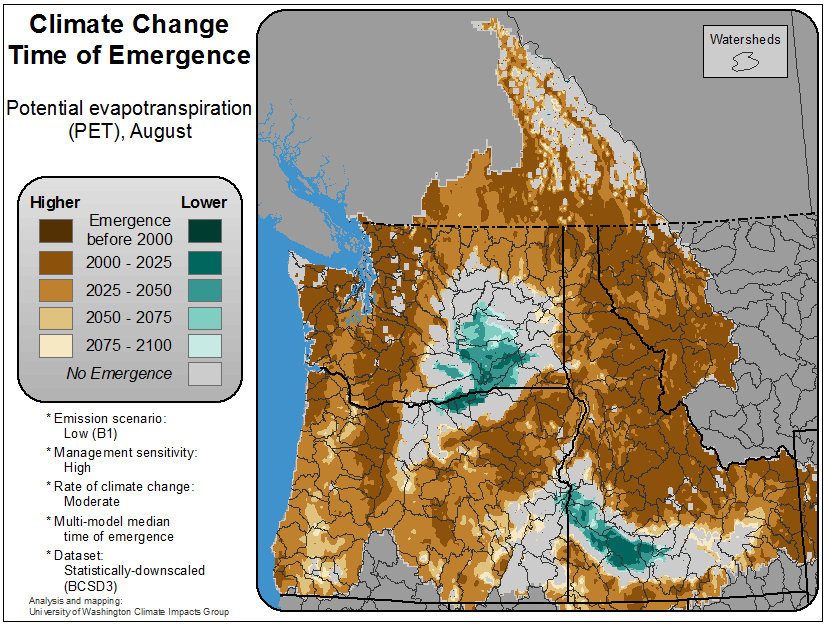 Climate Change
Time of Emergence
Potential evapotranspiration
(PET), August
Higher Lower
Emergence
before 2000
2000 - 2025
2025 - 2050
2050 - 2075
2075 - 2100
No Emergence
* Emission scenario:
Low (B1)
* Management sensitivity:
High
* Rate of climate change:
Moderate
* Multi-model median
time of emergence
* Dataset:
Statistically-downscaled
(BCSD3)
Analysis and mapping:
University of Washington Climate Impacts Group
Watersheds